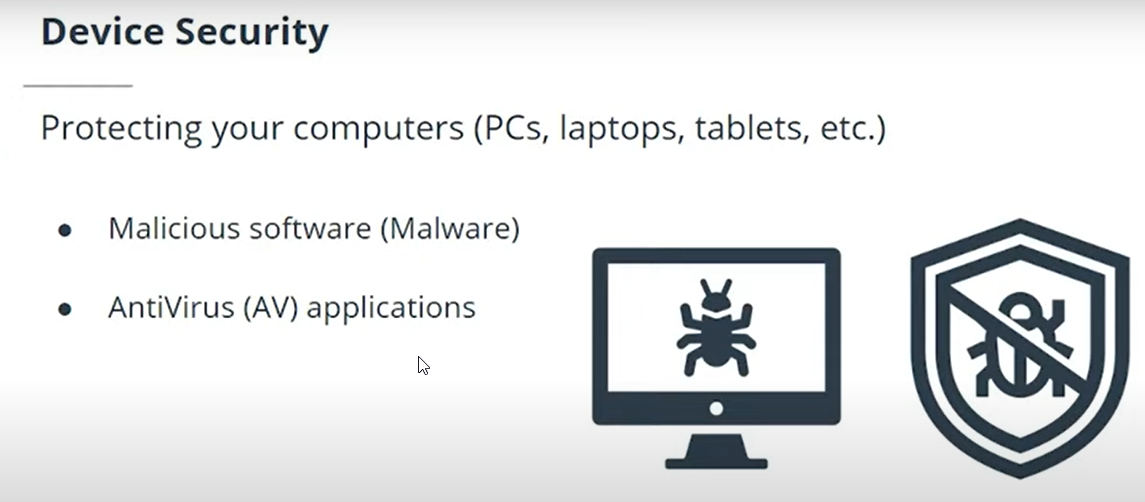 Device Security
Protecting your computers (PCs, laptops, tablets, etc.)
• Malicious software (Malware)
• AntiVirus (AV) applications